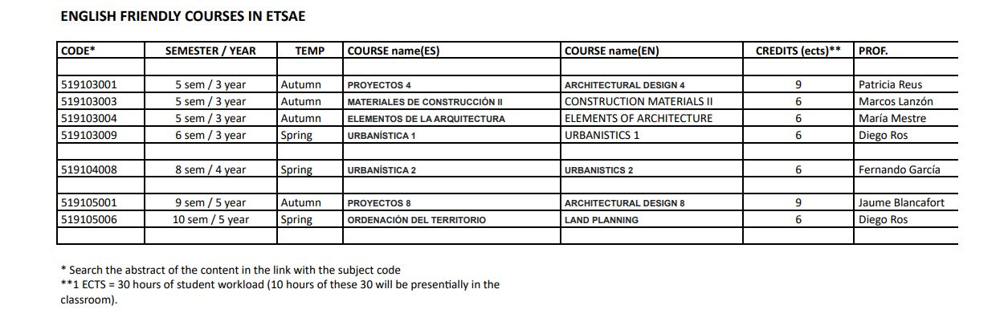 ENGLISH FRIENDLY COURSES IN ETSAE
CODE* SEMESTER / YEAR TEMP COURSE name(ES) COURSE name(EN) CREDITS (ects)** PROF.
519103001 5 sem / 3 year Autumn PROYECTOS 4 ARCHITECTURAL DESIGN 4 9 Patricia Reus
519103003 5 sem / 3 year Autumn MATERIALES DE CONSTRUCCIÓN II CONSTRUCTION MATERIALS II 6 Marcos Lanzón
519103004 5 sem / 3 year Autumn ELEMENTOS DE LA ARQUITECTURA ELEMENTS OF ARCHITECTURE 6 María Mestre
519103009 6 sem / 3 year Spring URBANÍSTICA 1 URBANISTICS 1 6 Diego Ros
519104008 8 sem / 4 year Spring URBANÍSTICA 2 URBANISTICS 2 6 Fernando García
519105001 9 sem / 5 year Autumn PROYECTOS 8 ARCHITECTURAL DESIGN 8 9 Jaume Blancafort
519105006 10 sem / 5 year Spring ORDENACIÓN DEL TERRITORIO LAND PLANNING 6 Diego Ros
* Search the abstract of the content in the link with the subject code
**1 ECTS = 30 hours of student workload (10 hours of these 30 will be presentially in the
classroom).